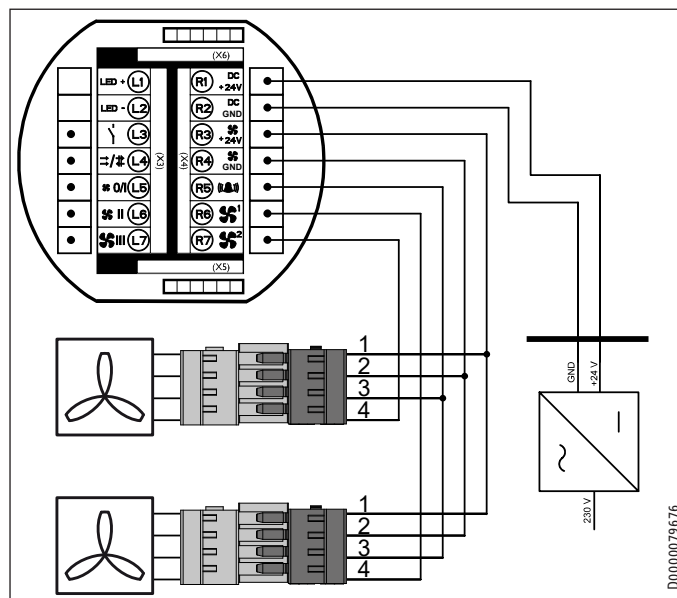 (X6)
LED + L1
R1 DC +24V
LED - L2
R2 DC GND
L3
R3 +24V
L4
R4 GND
0/I L5
R5
II L6
R6 1
III L7
R7 2
(X3)
(X4)
(X5)
1
2
3
4
1
2
3
4
GND
+24 V
230 V
D0000079676